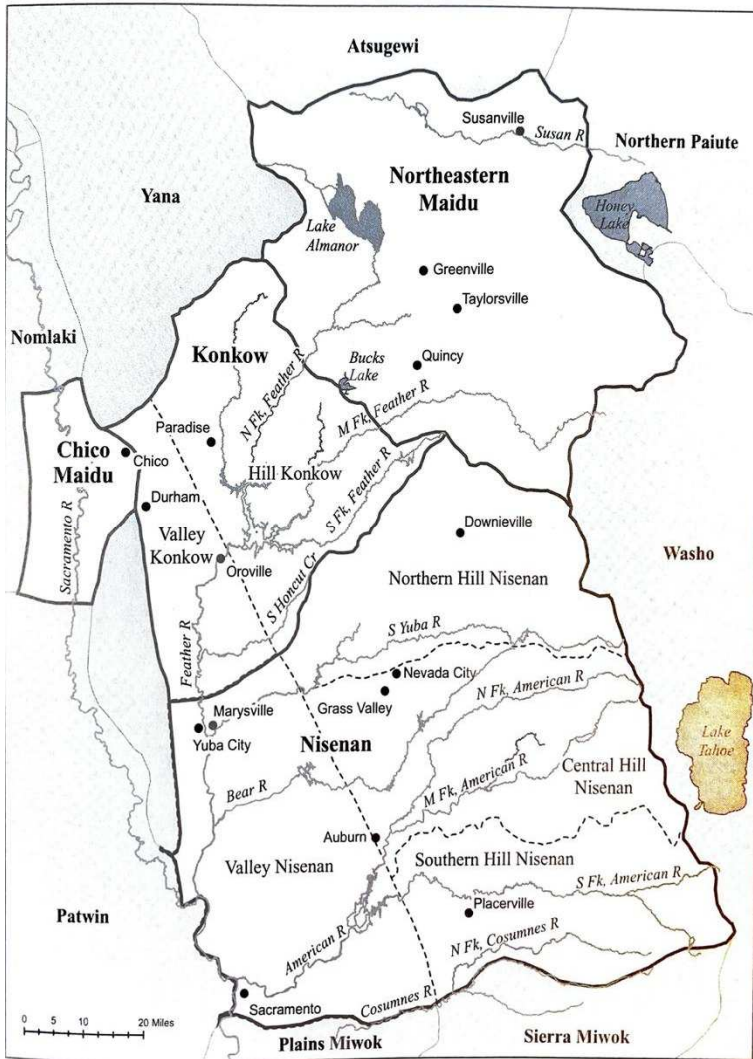 Atsugewi
Susanville
Susan R
Northern Paiute
Northeastern
Maidu
Yana
Honey
Lake
Lake
Almanor
Greenville
Taylorsville
Nomlaki
Konkow
N Fk, Feather R
Bucks
Lake
Quincy
M Fk, Feather R
Paradise
Chico
Maidu
Chico
Hill Konkow
S Fk, Feather R
Durham
Sacramento R
Valley
Konkow
Oroville
Downieville
Washo
S Honcut Cr
Northern Hill Nisenan
Feather R
S Yuba R
Nevada City
N Fk, American R
Grass Valley
Marysville
Yuba City
Nisenan
Lake
Tahoe
Bear R
M Fk, American R
Central Hill
Nisenan
Auburn
Valley Nisenan
Southern Hill Nisenan
S Fk, American R
Placerville
Patwin
American R
N Fk, Cosumnes R
Sacramento
Cosumnes R
0 10 20 Miles
Plains Miwok
Sierra Miwok